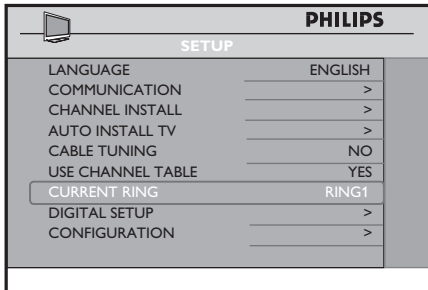 PHILIPS
SETUP
LANGUAGE ENGLISH
COMMUNICATION >
CHANNEL INSTALL >
AUTO INSTALL TV >
CABLE TUNING NO
USE CHANNEL TABLE YES
CURRENT RING RING1
DIGITAL SETUP >
CONFIGURATION >